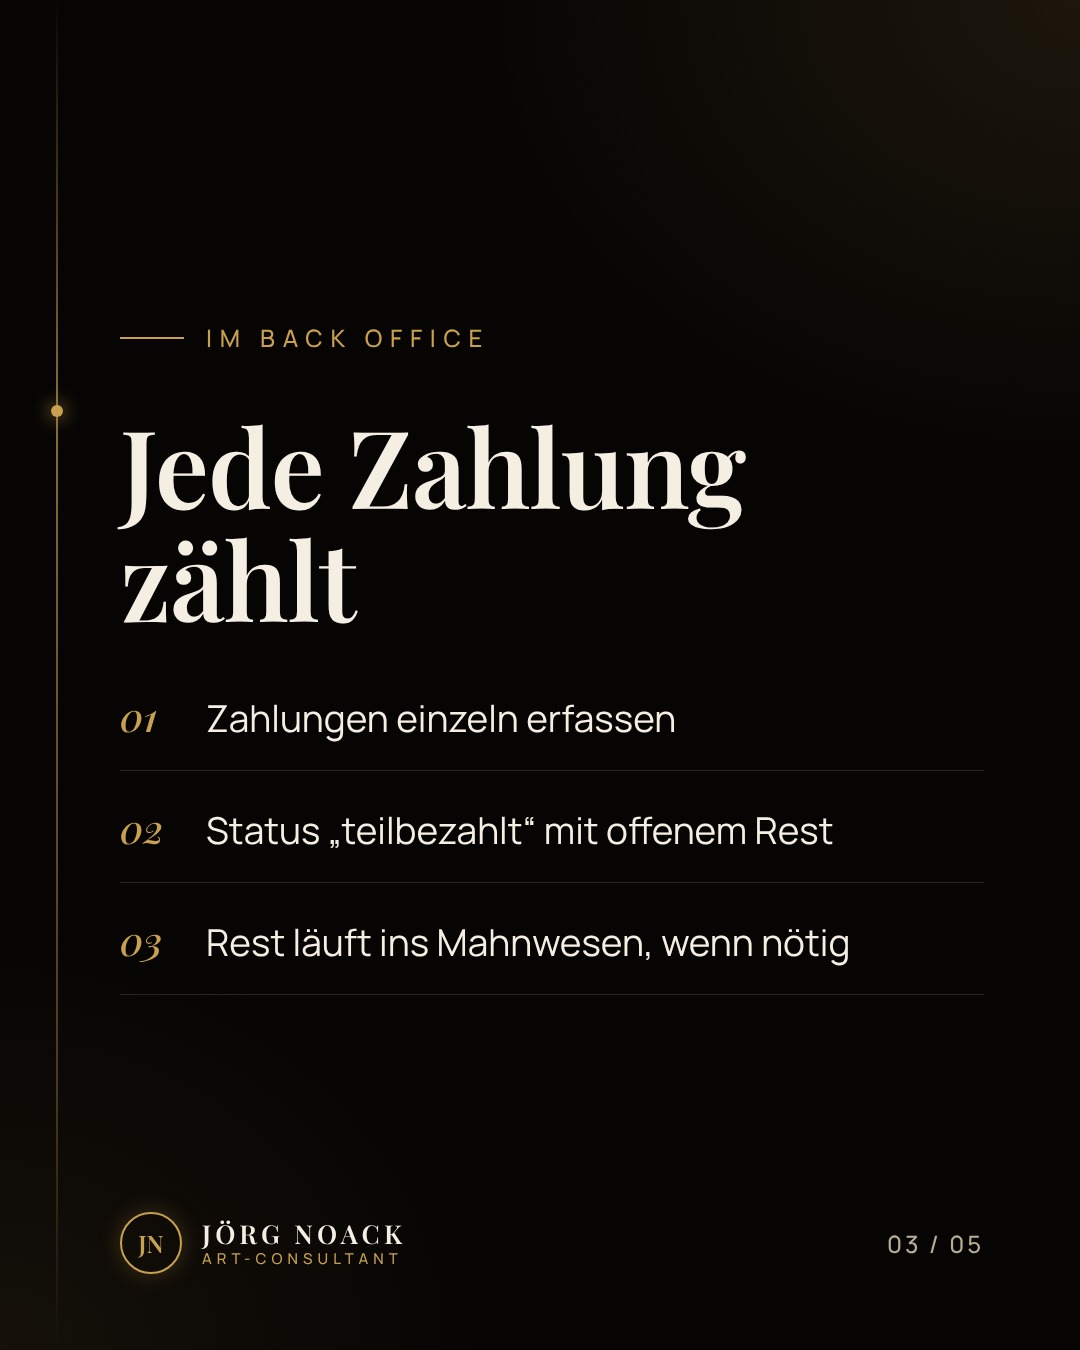 IM BACK OFFICE
Jede Zahlung
zählt
01 Zahlungen einzeln erfassen
02 Status „teilbezahlt“ mit offenem Rest
03 Rest läuft ins Mahnwesen, wenn nötig
JN
JÖRG NOACK
ART-CONSULTANT
03 / 05